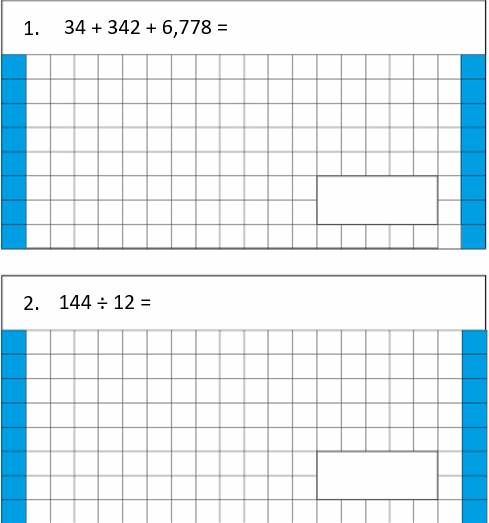 1. 34 + 342 + 6,778 =
2. 144 ÷ 12 =